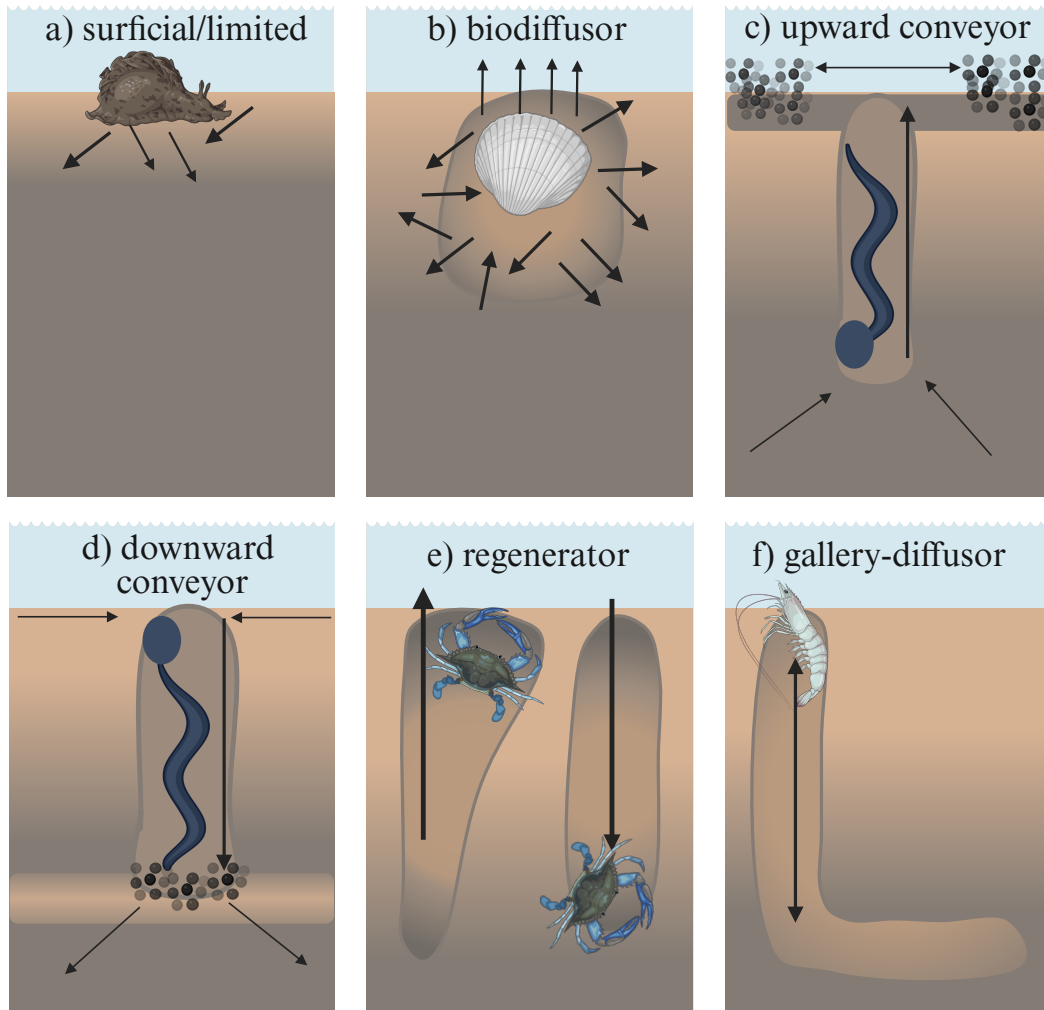 a) surficial/limited
b) biodiffusor
c) upward conveyor
d) downward
conveyor
e) regenerator
f) gallery-diffusor